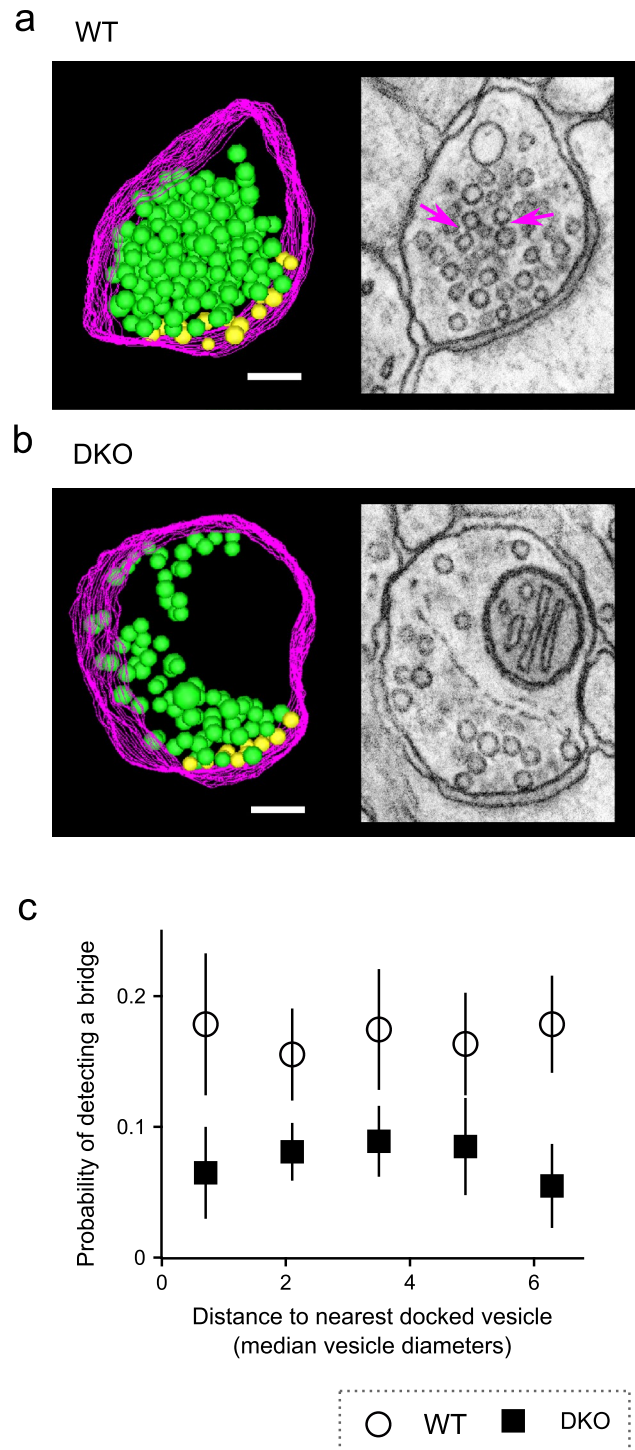 a
WT
b
DKO
c
Probability of detecting a bridge
0.2
0.1
0
0
2
4
6
Distance to nearest docked vesicle
(median vesicle diameters)
WT
DKO